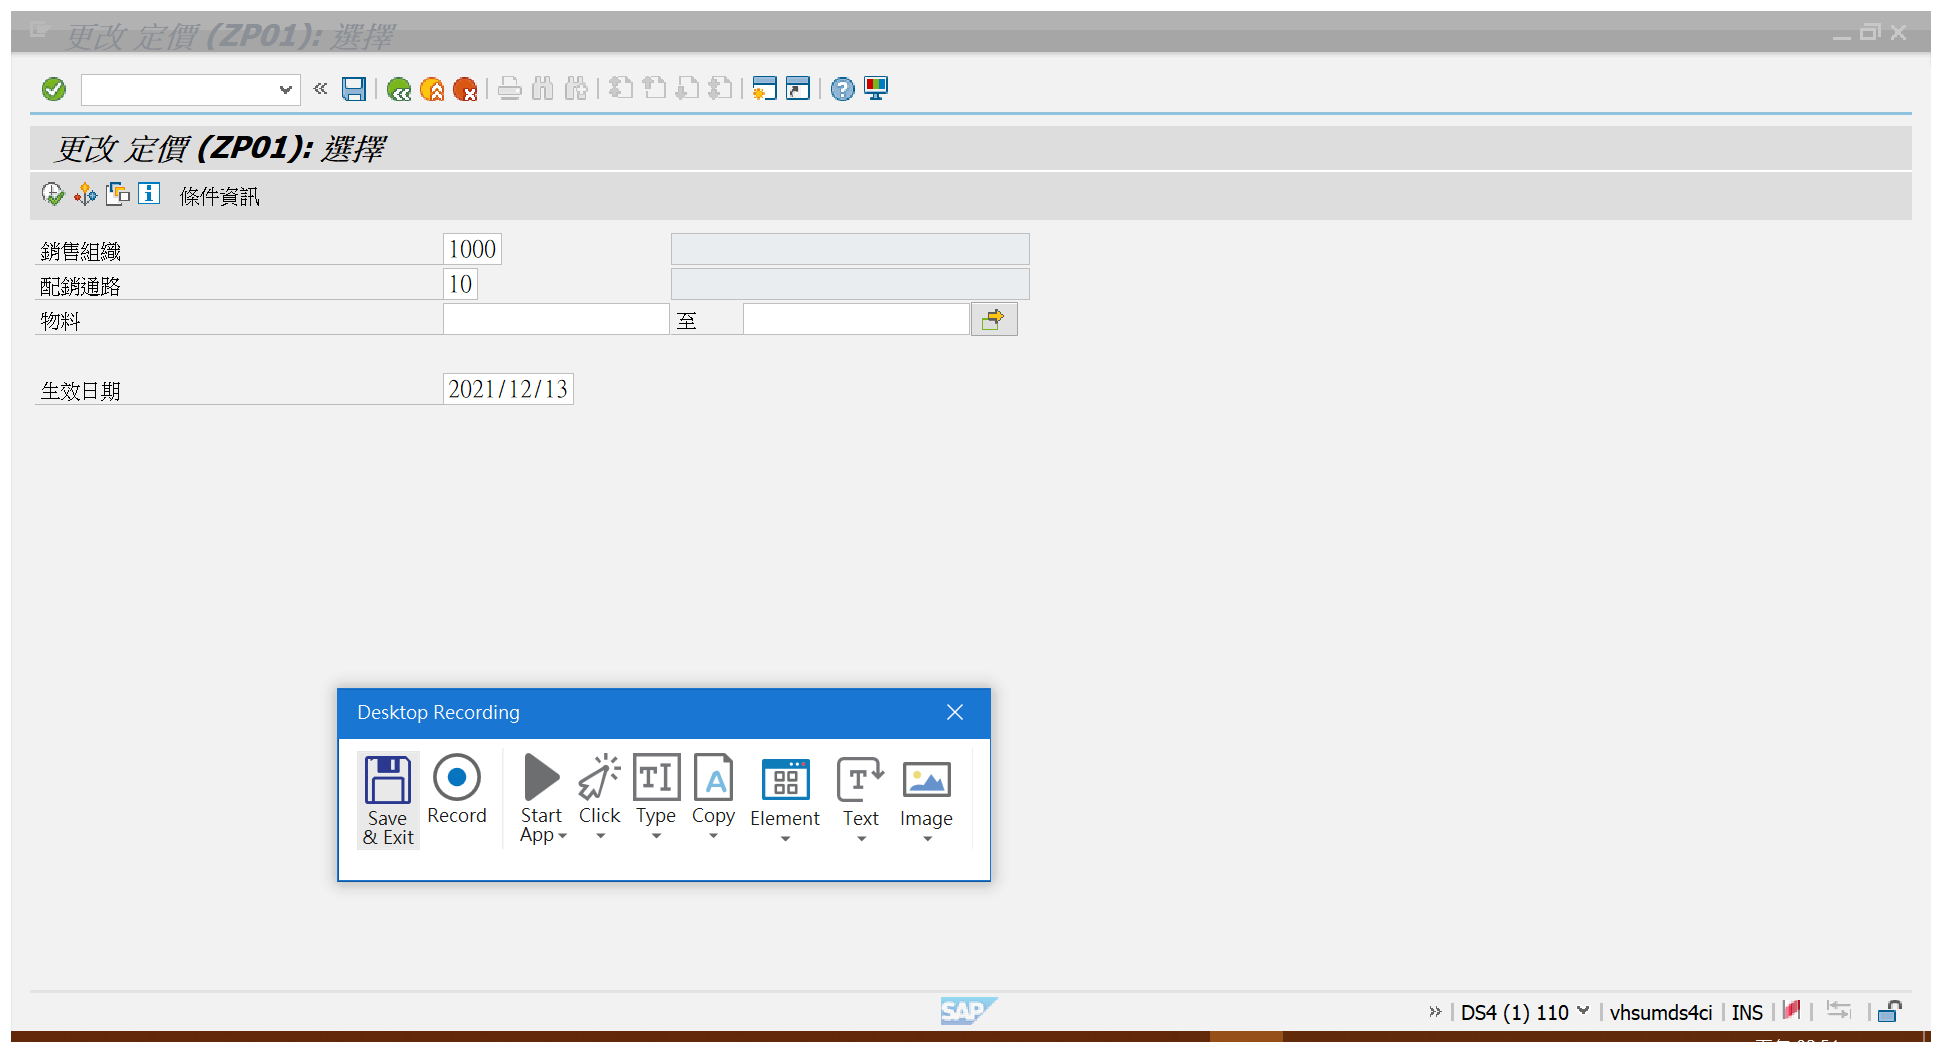 更改 定價 (ZP01): 選擇
更改 定價 (ZP01): 選擇
條件資訊
銷售組織 1000
配銷通路 10
物料 至
生效日期 2021/12/13
Desktop Recording
Save & Exit
Record
Start App
Click
Type
Copy
Element
Text
Image
SAP
DS4 (1) 110
vhsumds4ci
INS